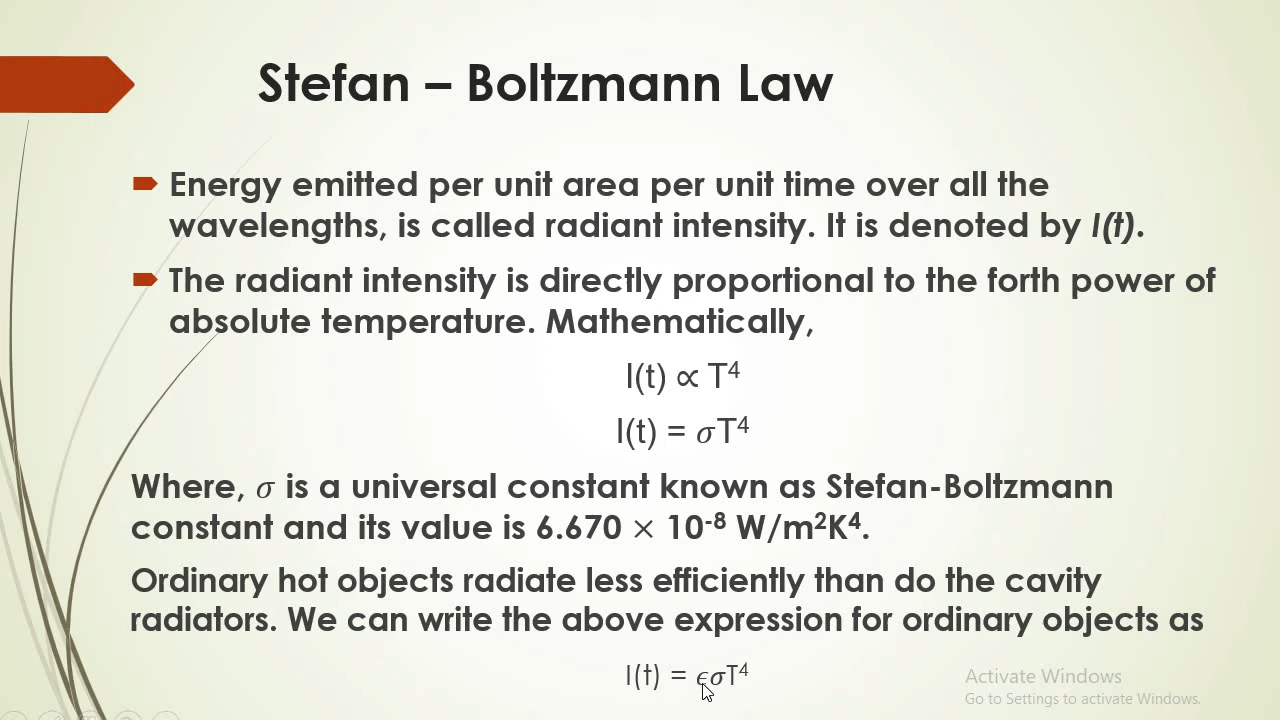 Stefan – Boltzmann Law
Energy emitted per unit area per unit time over all the
wavelengths, is called radiant intensity. It is denoted by I(t).
The radiant intensity is directly proportional to the forth power of
absolute temperature. Mathematically,
I(t) ∝ T⁴
I(t) = 𝜎T⁴
Where, 𝜎 is a universal constant known as Stefan-Boltzmann
constant and its value is 6.670 × 10⁻⁸ W/m²K⁴.
Ordinary hot objects radiate less efficiently than do the cavity
radiators. We can write the above expression for ordinary objects as
I(t) = 𝜖𝜎T⁴
Activate Windows
Go to Settings to activate Windows.